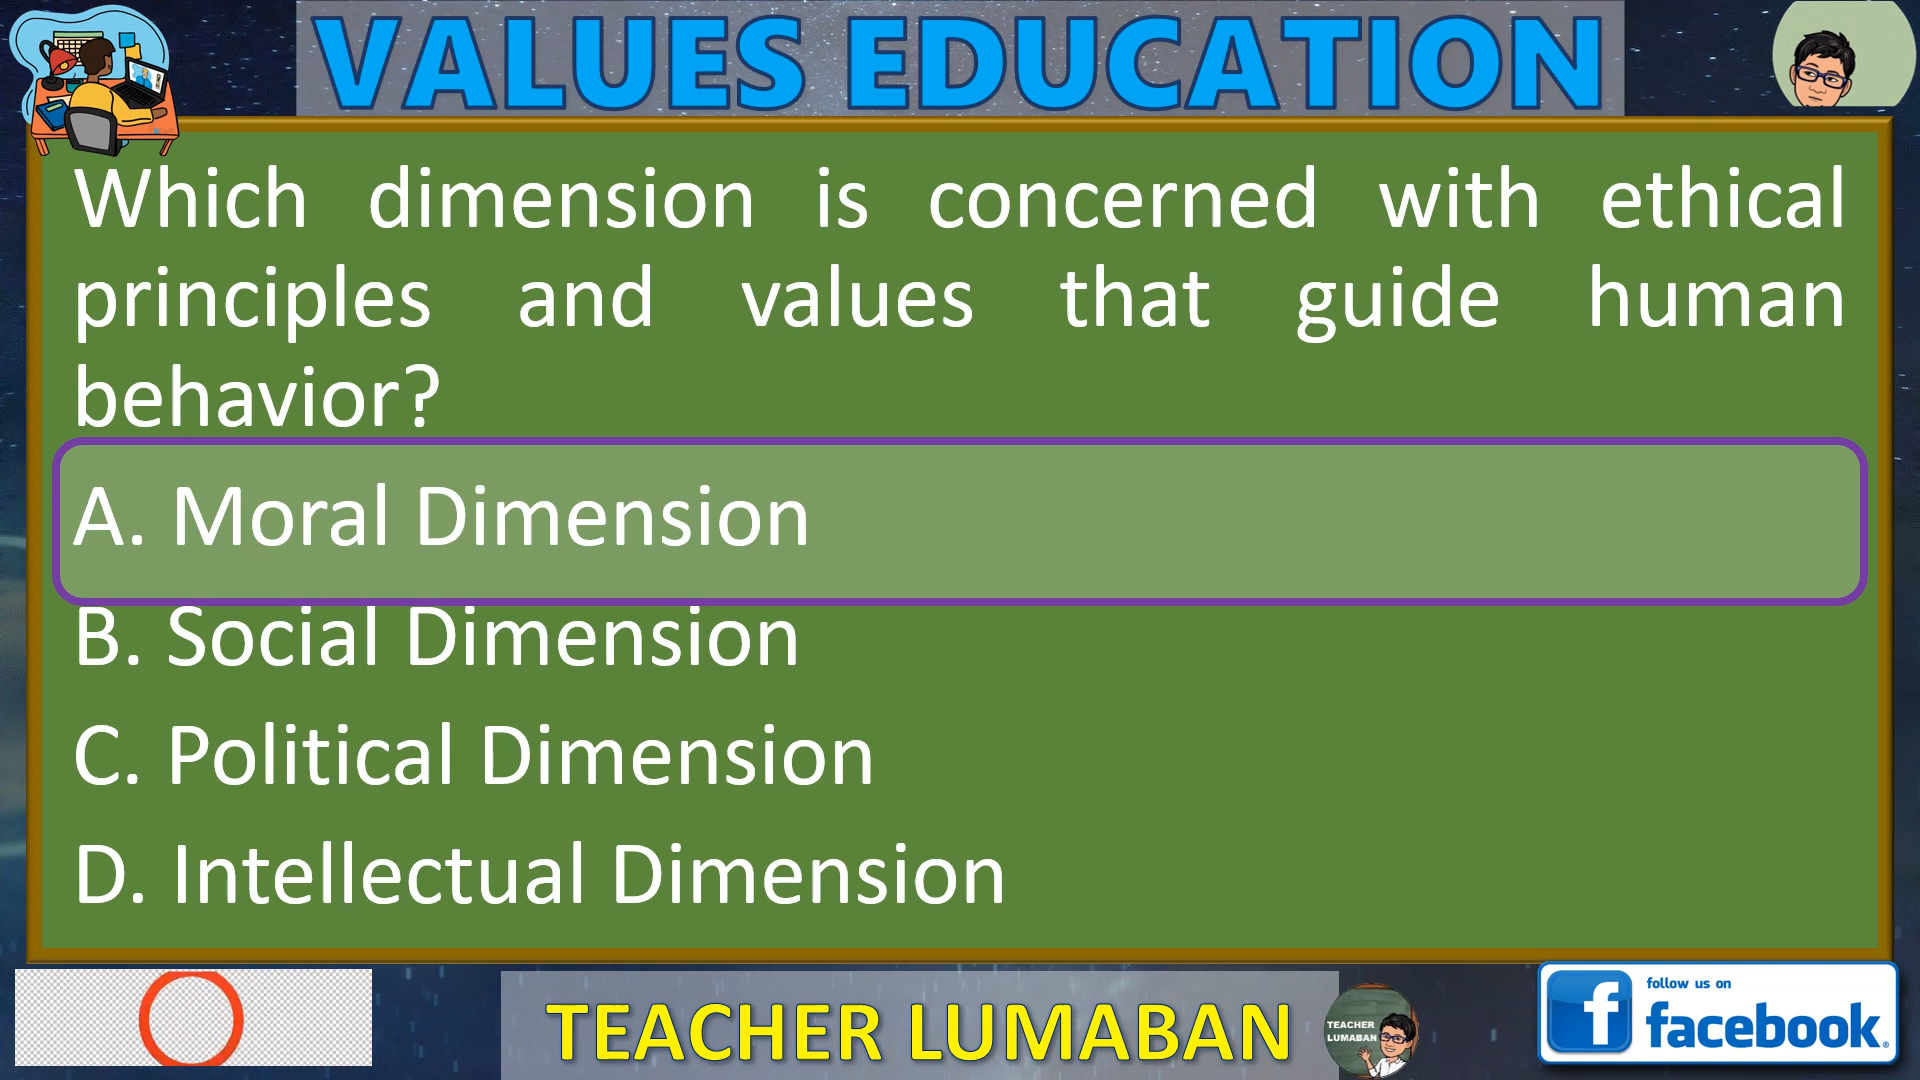 VALUES EDUCATION
Which dimension is concerned with ethical
principles and values that guide human
behavior?
A. Moral Dimension
B. Social Dimension
C. Political Dimension
D. Intellectual Dimension
TEACHER LUMABAN
TEACHER
LUMABAN
follow us on
facebook